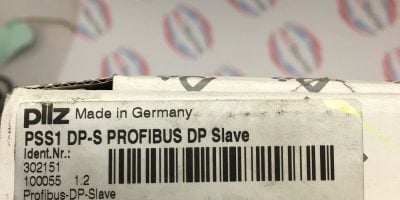 pilz Made in Germany
PSS1 DP-S PROFIBUS DP Slave
Ident.Nr.:
302151
100055 1.2
Profibus-DP-Slave